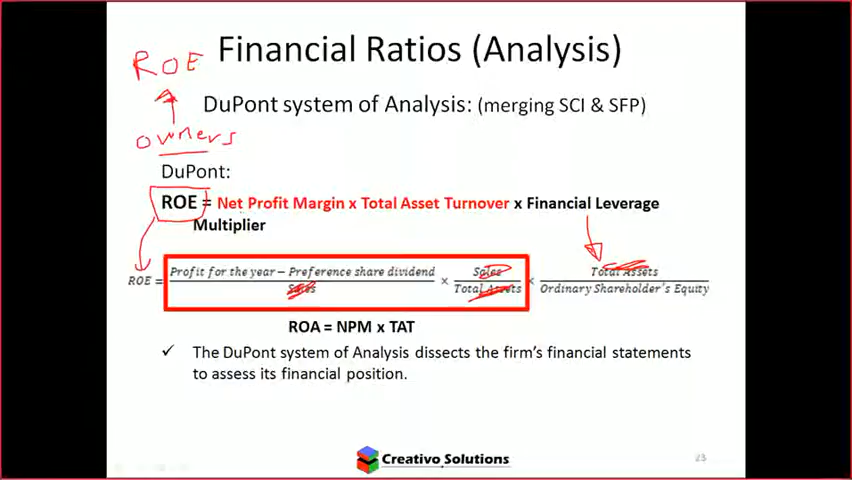 ROE
Financial Ratios (Analysis)
DuPont system of Analysis: (merging SCI & SFP)
owners
DuPont:
ROE = Net Profit Margin x Total Asset Turnover x Financial Leverage
Multiplier
ROE = Profit for the year − Preference share dividend / Sales × Sales / Total Assets × Total Assets / Ordinary Shareholder's Equity
ROA = NPM x TAT
✓ The DuPont system of Analysis dissects the firm's financial statements
to assess its financial position.
Creativo Solutions
23